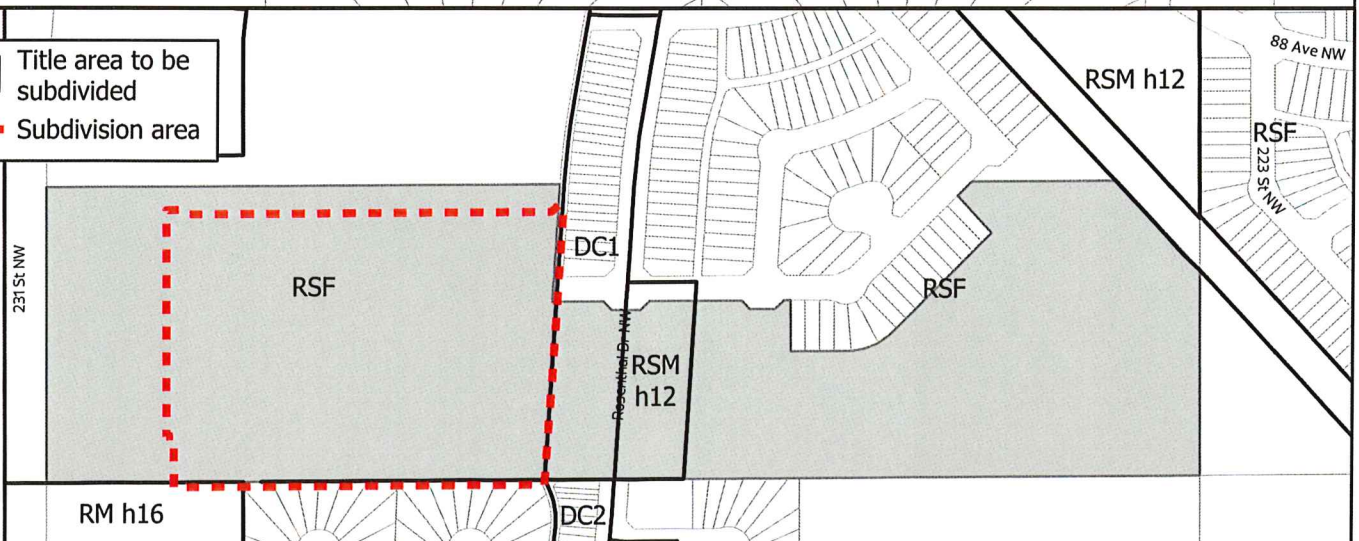 Title area to be
subdivided
Subdivision area
88 Ave NW
RSM h12
RSF
223 St NW
231 St NW
DC1
RSF
RSF
Rosenthal Dr NW
RSM
h12
RM h16
DC2